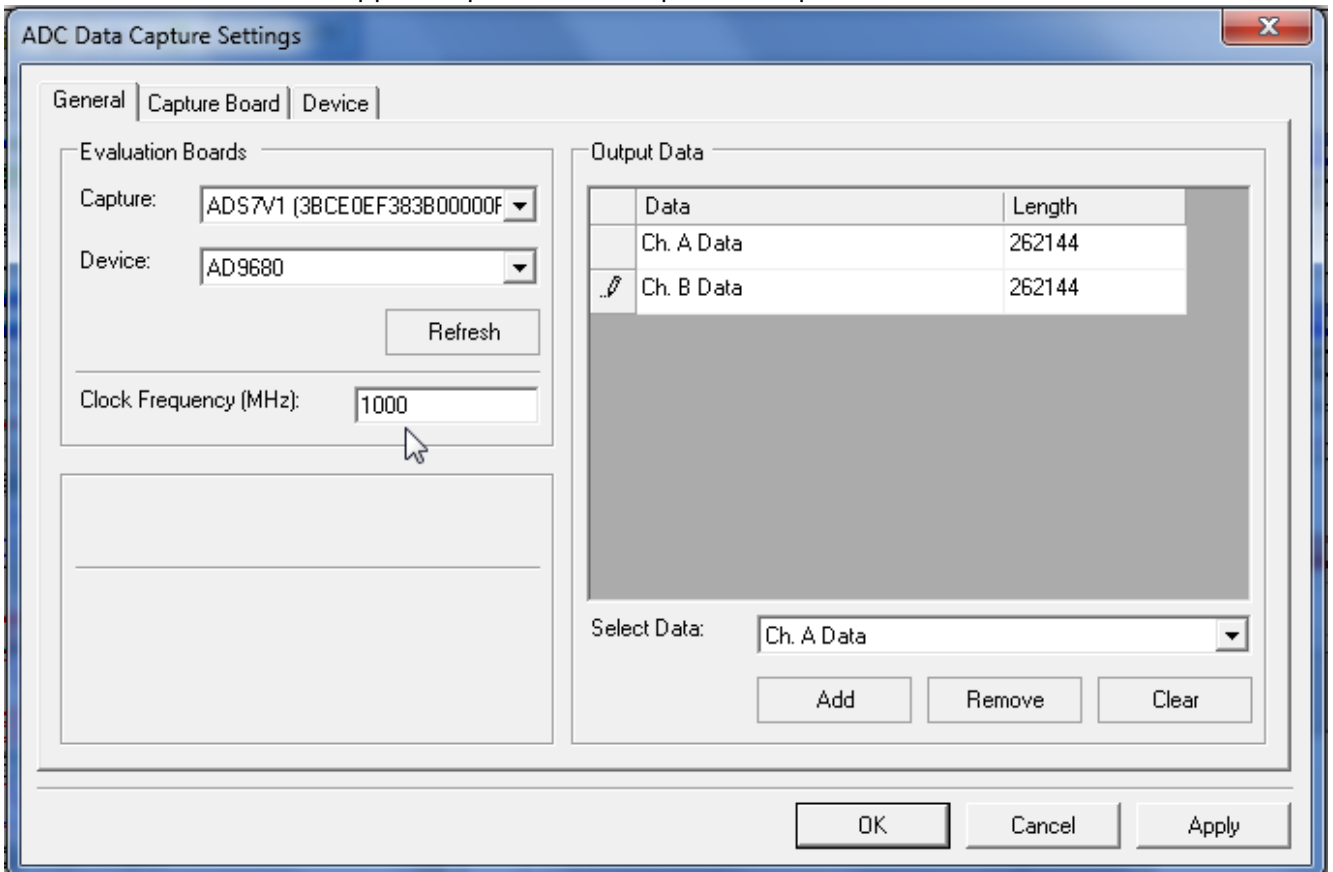 ADC Data Capture Settings
General Capture Board Device
Evaluation Boards
Capture: ADS7V1 (3BCE0EF383B00000F
Device: AD9680
Refresh
Clock Frequency (MHz): 1000
Output Data
Data Length
Ch. A Data 262144
Ch. B Data 262144
Select Data: Ch. A Data
Add Remove Clear
OK Cancel Apply